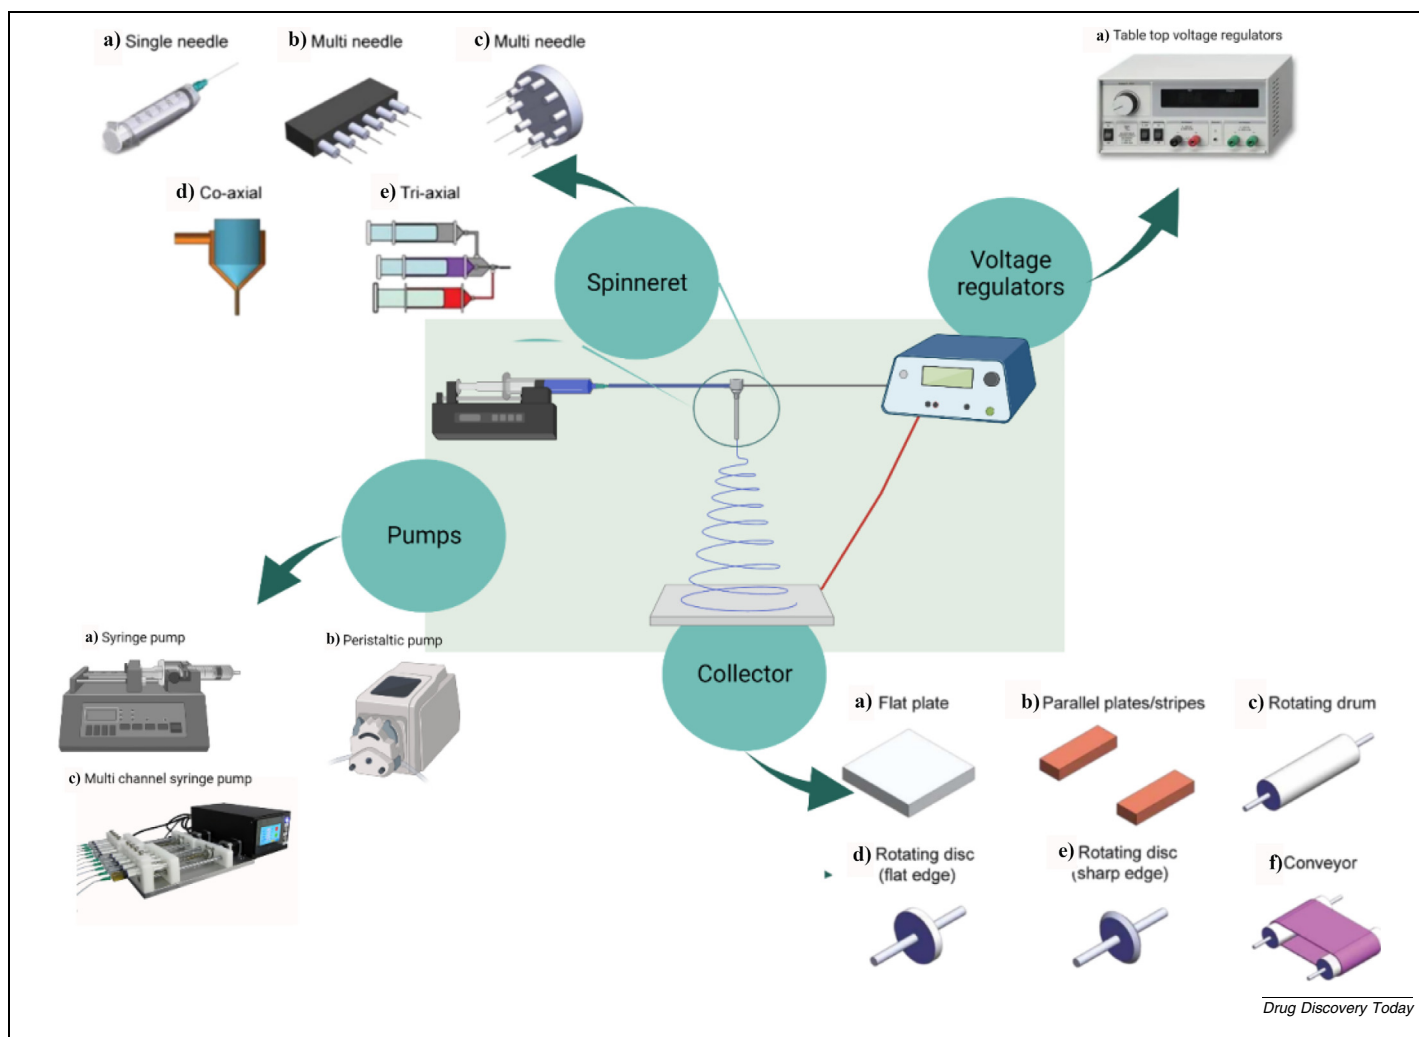 a) Single needle
b) Multi needle
c) Multi needle
a) Table top voltage regulators
d) Co-axial
e) Tri-axial
Spinneret
Voltage
regulators
Pumps
a) Syringe pump
b) Peristaltic pump
c) Multi channel syringe pump
Collector
a) Flat plate
b) Parallel plates/stripes
c) Rotating drum
d) Rotating disc
(flat edge)
e) Rotating disc
(sharp edge)
f) Conveyor
Drug Discovery Today